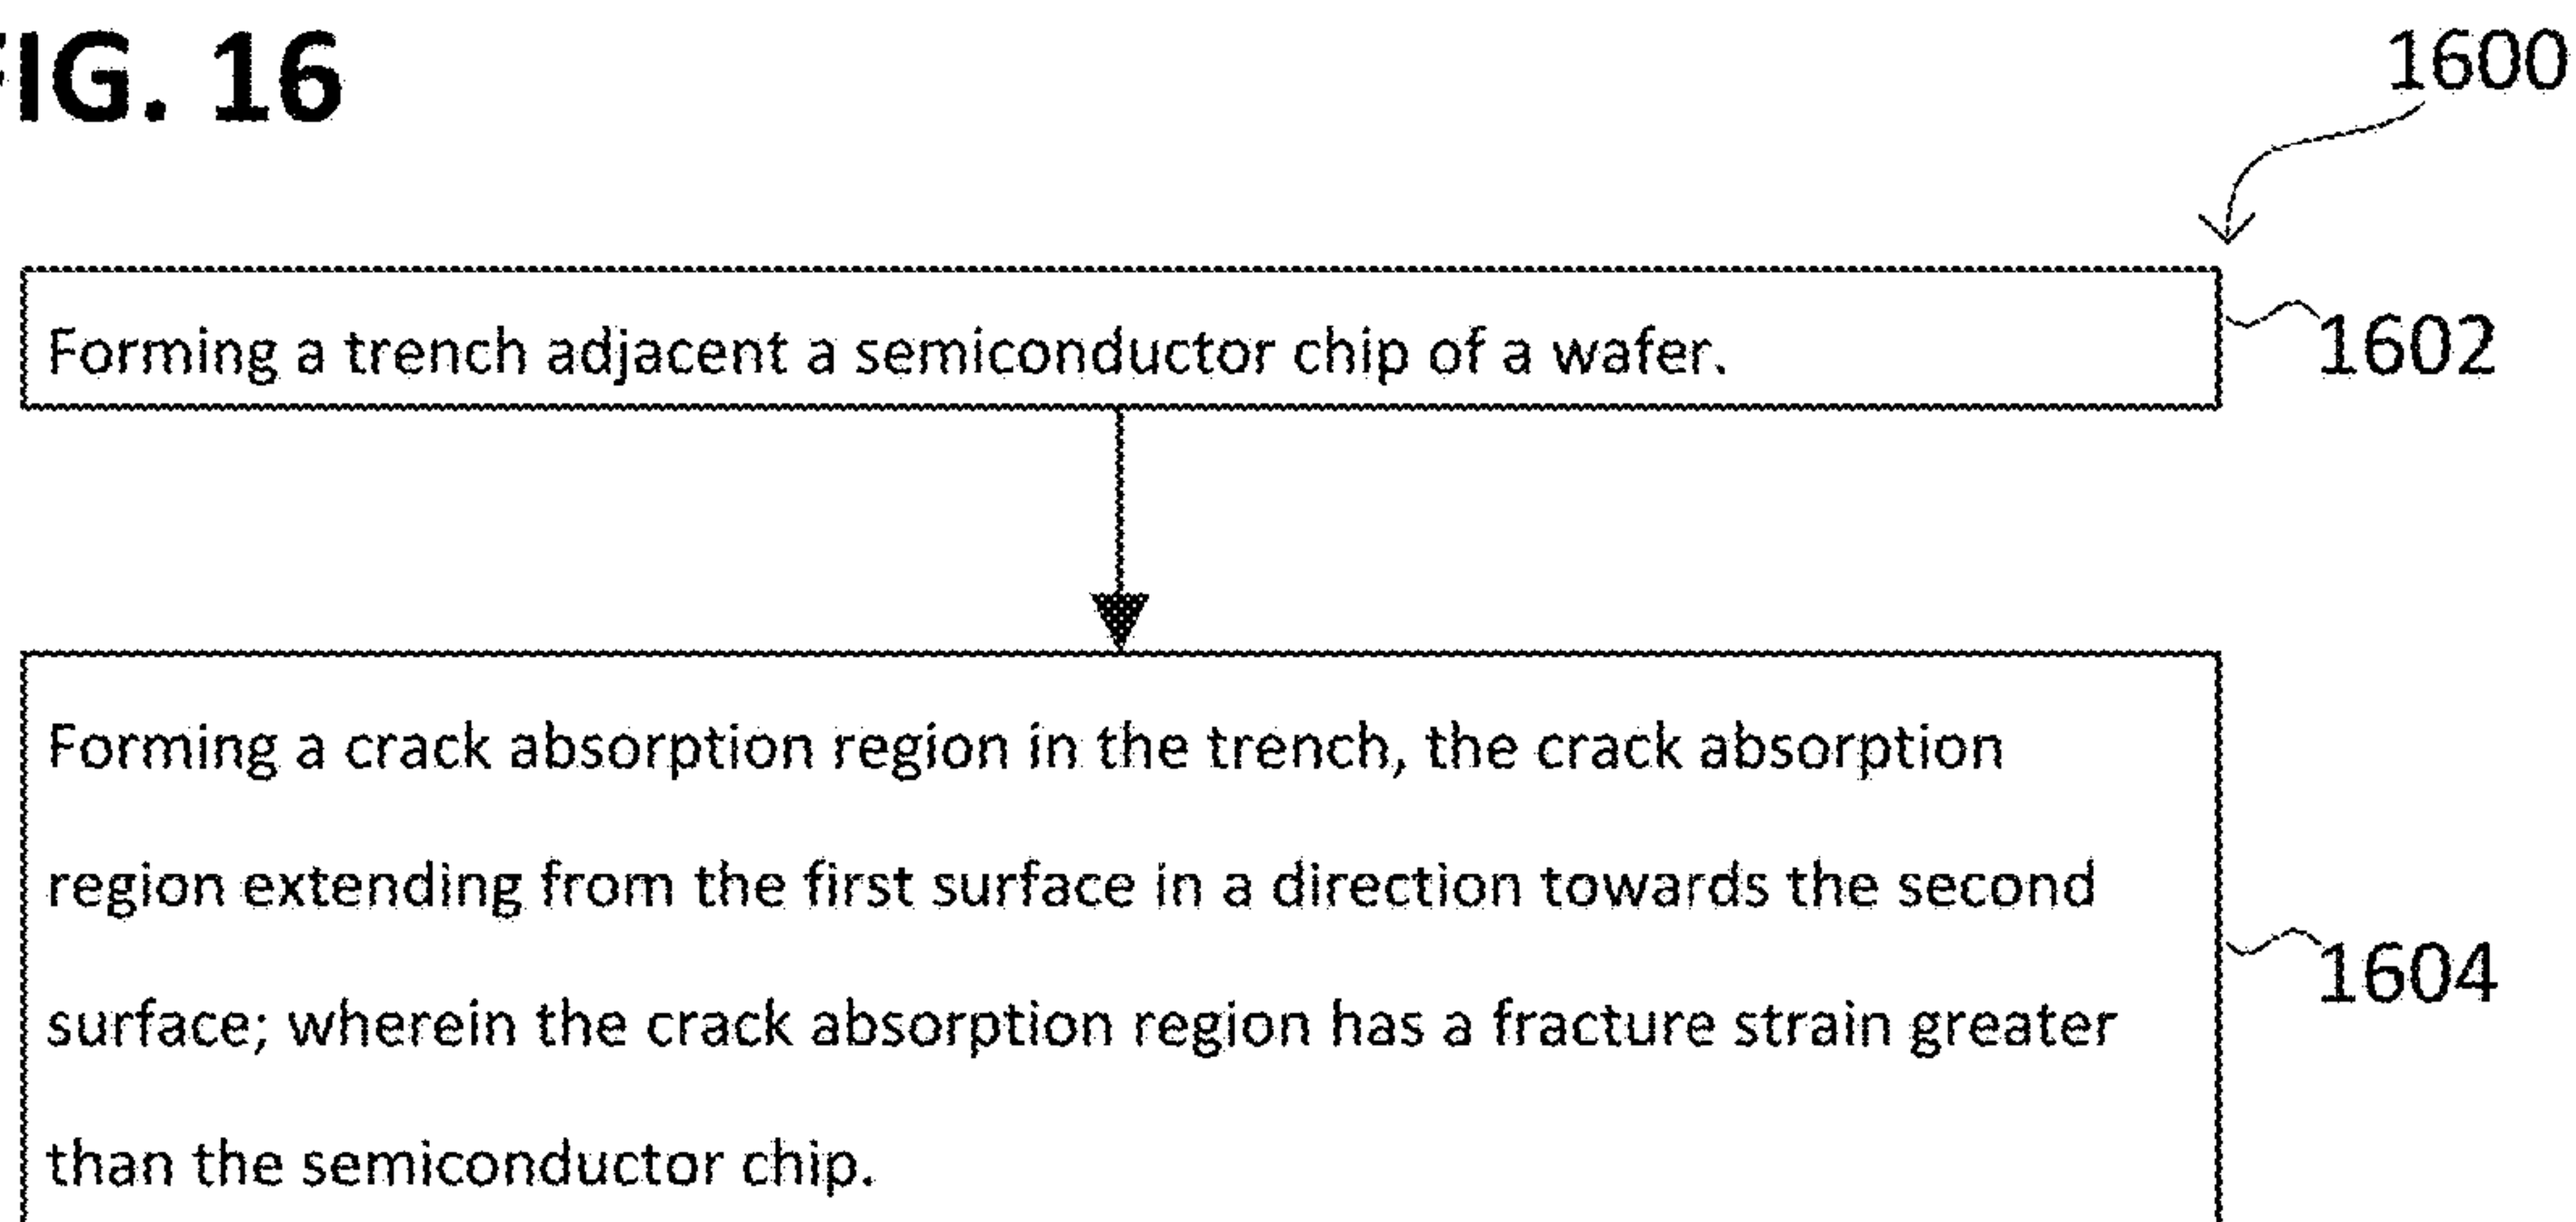 FIG. 16
1600
Forming a trench adjacent a semiconductor chip of a wafer.
1602
Forming a crack absorption region in the trench, the crack absorption
region extending from the first surface in a direction towards the second
surface; wherein the crack absorption region has a fracture strain greater
than the semiconductor chip.
1604